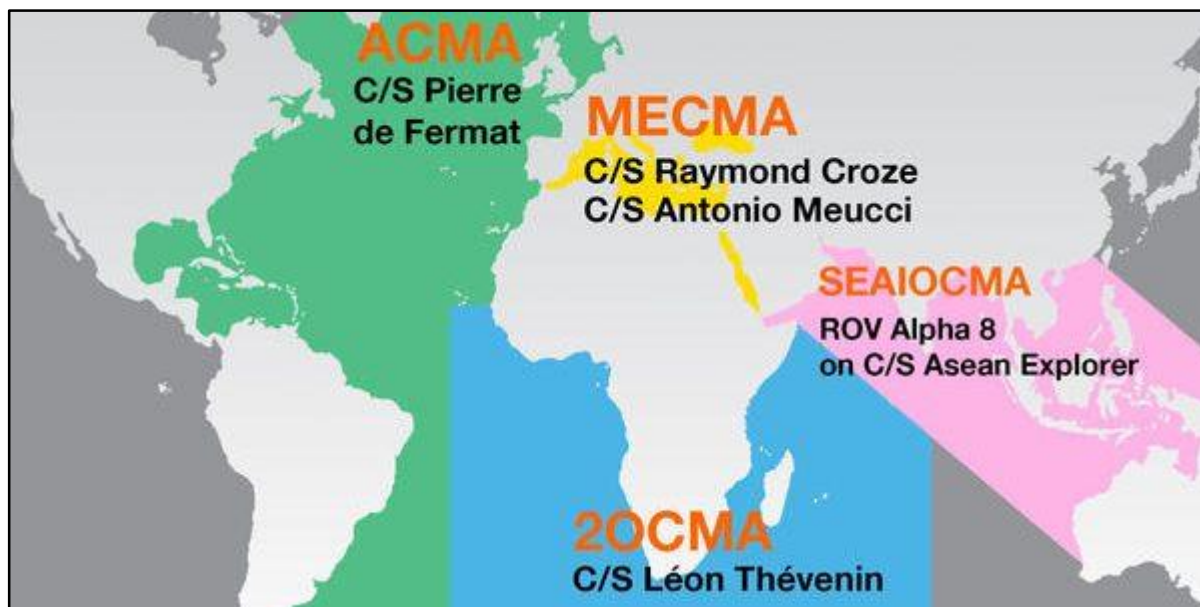 ACMA
C/S Pierre
de Fermat
MECMA
C/S Raymond Croze
C/S Antonio Meucci
SEAIOCMA
ROV Alpha 8
on C/S Asean Explorer
2OCMA
C/S Léon Thévenin